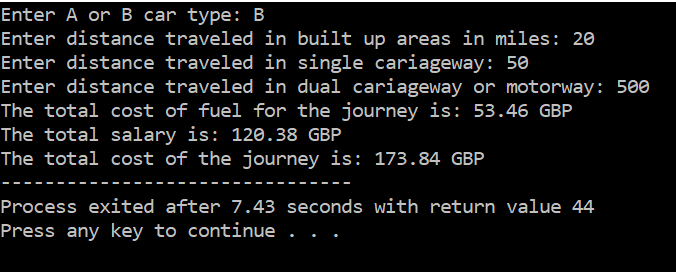 Enter A or B car type: B
Enter distance traveled in built up areas in miles: 20
Enter distance traveled in single cariageway: 50
Enter distance traveled in dual cariageway or motorway: 500
The total cost of fuel for the journey is: 53.46 GBP
The total salary is: 120.38 GBP
The total cost of the journey is: 173.84 GBP
--------------------------------
Process exited after 7.43 seconds with return value 44
Press any key to continue . . .